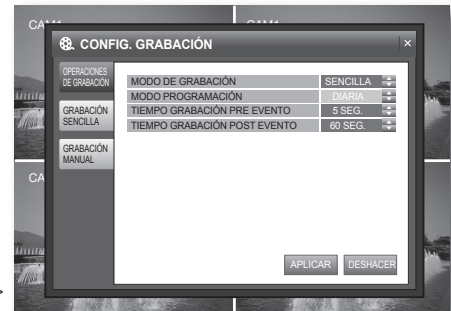 CAM1
CONFIG. GRABACIÓN
×
OPERACIONES
DE GRABACIÓN
MODO DE GRABACIÓN SENCILLA
MODO PROGRAMACIÓN DIARIA
TIEMPO GRABACIÓN PRE EVENTO 5 SEG.
TIEMPO GRABACIÓN POST EVENTO 60 SEG.
GRABACIÓN
SENCILLA
GRABACIÓN
MANUAL
CA
APLICAR DESHACER